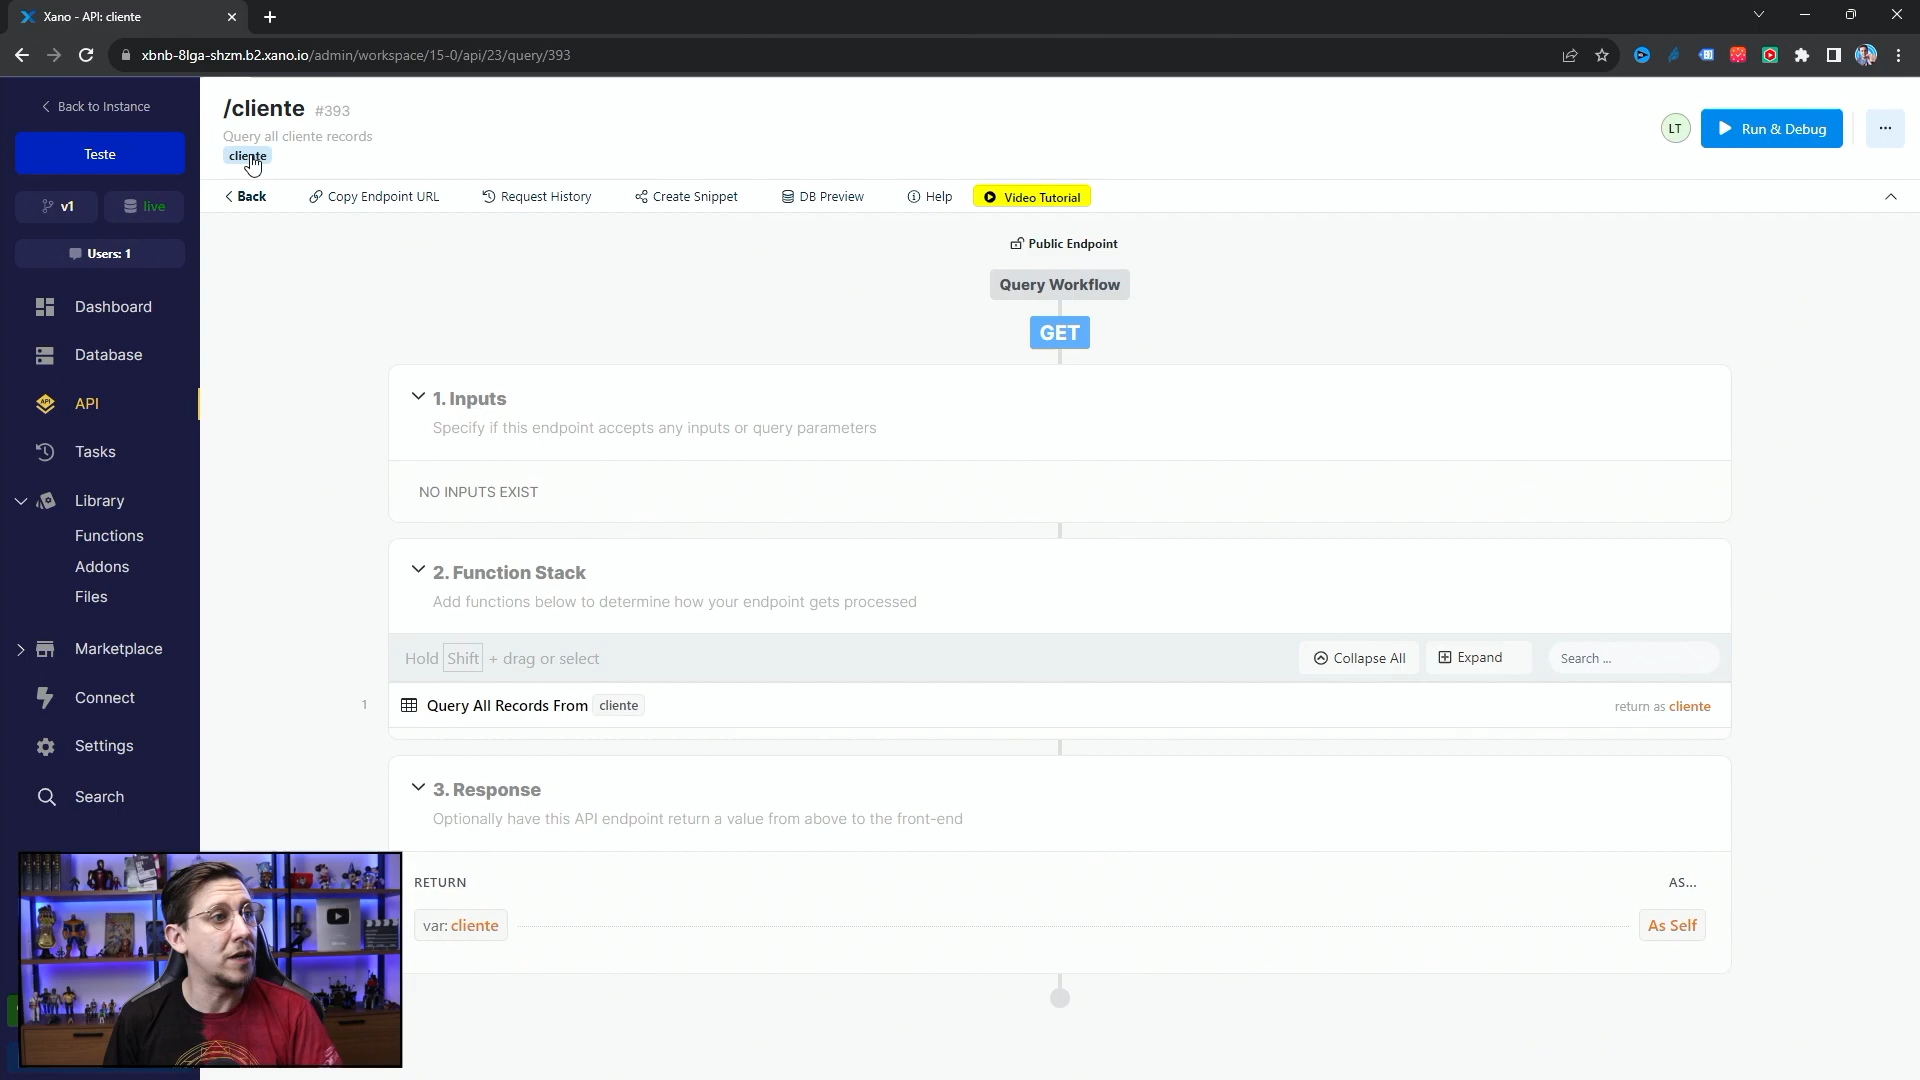 Xano - API: cliente
xbnb-8lga-shzm.b2.xano.io/admin/workspace/15-0/api/23/query/393
Back to Instance
Teste
v1
live
Users: 1
Dashboard
Database
API
Tasks
Library
Functions
Addons
Files
Marketplace
Connect
Settings
Search
/cliente #393
Query all cliente records
cliente
LT
Run & Debug
Back
Copy Endpoint URL
Request History
Create Snippet
DB Preview
Help
Video Tutorial
Public Endpoint
Query Workflow
GET
1. Inputs
Specify if this endpoint accepts any inputs or query parameters
NO INPUTS EXIST
2. Function Stack
Add functions below to determine how your endpoint gets processed
Hold Shift + drag or select
Collapse All
Expand
Search ...
1 Query All Records From cliente
return as cliente
3. Response
Optionally have this API endpoint return a value from above to the front-end
RETURN
AS...
var: cliente
As Self